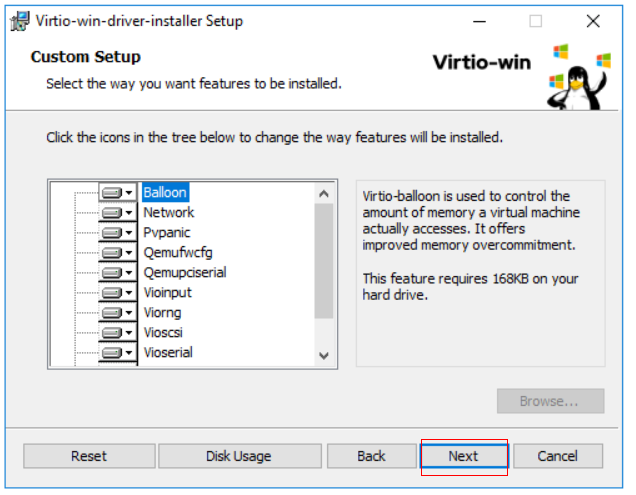 Virtio-win-driver-installer Setup
Custom Setup
Select the way you want features to be installed.
Virtio-win
Click the icons in the tree below to change the way features will be installed.
Balloon
Network
Pvpanic
Qemufwcfg
Qemupciserial
Vioinput
Viorng
Vioscsi
Vioserial
Virtio-balloon is used to control the
amount of memory a virtual machine
actually accesses. It offers
improved memory overcommitment.
This feature requires 168KB on your
hard drive.
Browse...
Reset
Disk Usage
Back
Next
Cancel